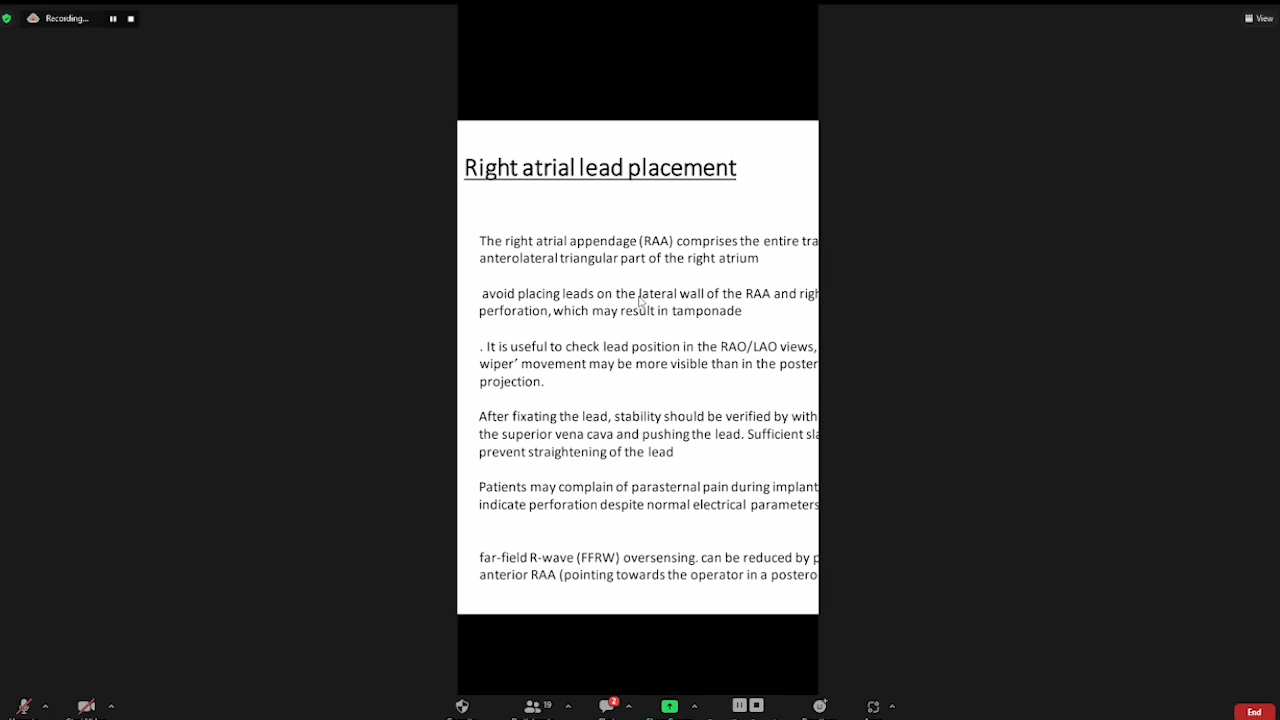 Recording...
View
Right atrial lead placement
The right atrial appendage (RAA) comprises the entire tra
anterolateral triangular part of the right atrium
avoid placing leads on the lateral wall of the RAA and righ
perforation, which may result in tamponade
. It is useful to check lead position in the RAO/LAO views,
wiper’ movement may be more visible than in the poster
projection.
After fixating the lead, stability should be verified by with
the superior vena cava and pushing the lead. Sufficient sla
prevent straightening of the lead
Patients may complain of parasternal pain during implant
indicate perforation despite normal electrical parameters
far-field R-wave (FFRW) oversensing. can be reduced by p
anterior RAA (pointing towards the operator in a postero
19
2
End